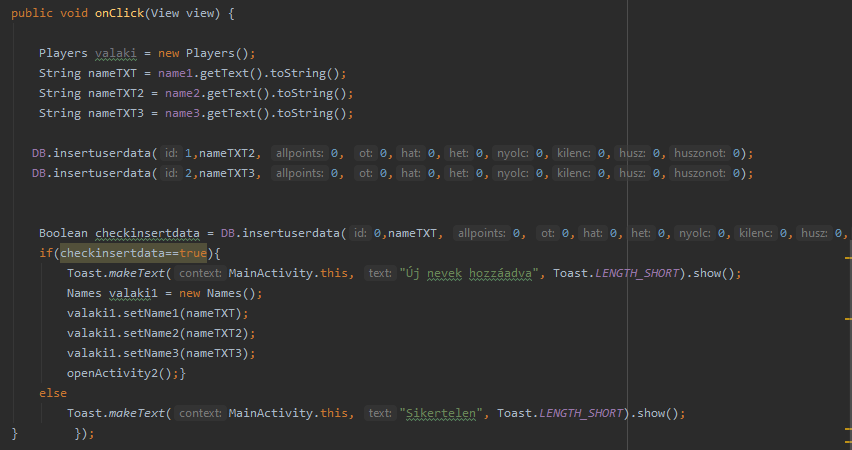 public void onClick(View view) {
Players valaki = new Players();
String nameTXT = name1.getText().toString();
String nameTXT2 = name2.getText().toString();
String nameTXT3 = name3.getText().toString();
DB.insertuserdata( id: 1,nameTXT2, allpoints: 0, ot: 0, hat: 0, het: 0, nyolc: 0, kilenc: 0, husz: 0, huszonot: 0);
DB.insertuserdata( id: 2,nameTXT3, allpoints: 0, ot: 0, hat: 0, het: 0, nyolc: 0, kilenc: 0, husz: 0, huszonot: 0);
Boolean checkinsertdata = DB.insertuserdata( id: 0,nameTXT, allpoints: 0, ot: 0, hat: 0, het: 0, nyolc: 0, kilenc: 0, husz: 0,
if(checkinsertdata==true){
Toast.makeText( context: MainActivity.this, text: "Új nevek hozzáadva", Toast.LENGTH_SHORT).show();
Names valaki1 = new Names();
valaki1.setName1(nameTXT);
valaki1.setName2(nameTXT2);
valaki1.setName3(nameTXT3);
openActivity2();}
else
Toast.makeText( context: MainActivity.this, text: "Sikertelen", Toast.LENGTH_SHORT).show();
} });